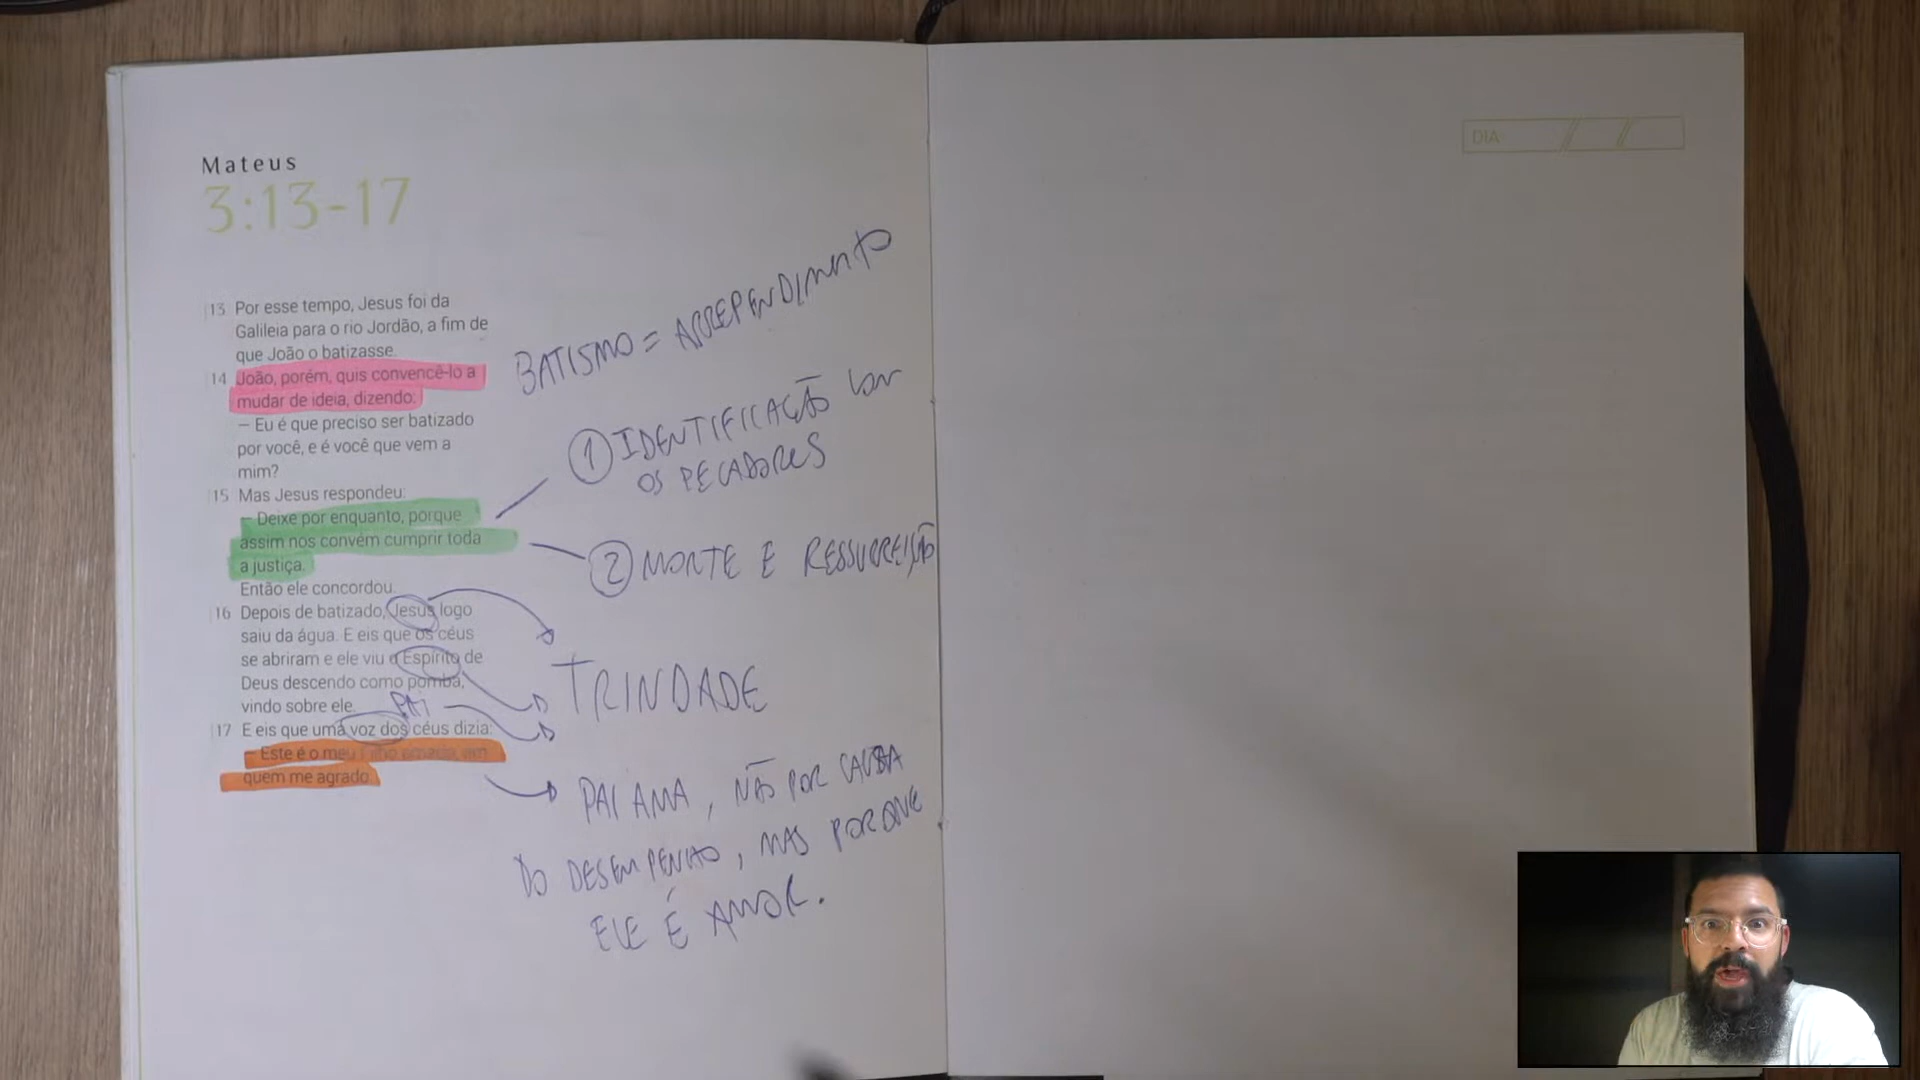 Mateus
3:13-17
13 Por esse tempo, Jesus foi da
Galileia para o rio Jordão, a fim de
que João o batizasse.
14 João, porém, quis convencê-lo a
mudar de ideia, dizendo:
– Eu é que preciso ser batizado
por você, e é você que vem a
mim?
15 Mas Jesus respondeu:
– Deixe por enquanto, porque
assim nos convém cumprir toda
a justiça.
Então ele concordou.
16 Depois de batizado, Jesus logo
saiu da água. E eis que os céus
se abriram e ele viu o Espírito de
Deus descendo como pomba,
vindo sobre ele.
PAI
17 E eis que uma voz dos céus dizia:
– Este é o meu Filho amado, em
quem me agrado.
BATISMO = ARREPENDIMENTO
1 IDENTIFICAÇÃO COM
OS PECADORES
2 MORTE E RESSURREIÇÃO
TRINDADE
PAI AMA, NÃO POR CAUSA
DO DESEMPENHO, MAS PORQUE
ELE É AMOR.
DIA / /